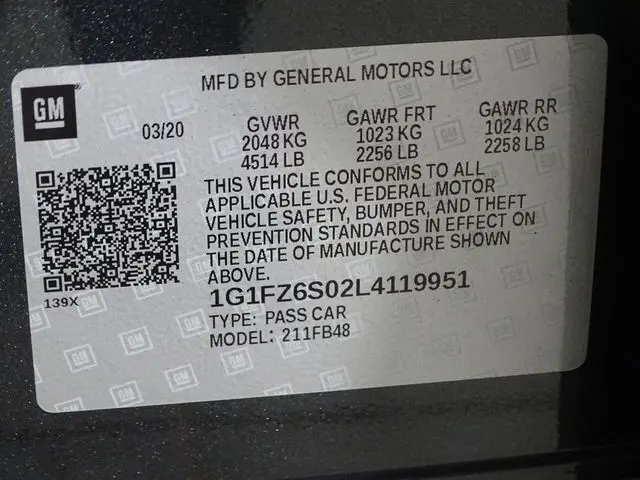 MFD BY GENERAL MOTORS LLC
GM
03/20
GVWR
2048 KG
4514 LB
GAWR FRT
1023 KG
2256 LB
GAWR RR
1024 KG
2258 LB
THIS VEHICLE CONFORMS TO ALL
APPLICABLE U.S. FEDERAL MOTOR
VEHICLE SAFETY, BUMPER, AND THEFT
PREVENTION STANDARDS IN EFFECT ON
THE DATE OF MANUFACTURE SHOWN
ABOVE.
139X
1G1FZ6S02L4119951
TYPE: PASS CAR
MODEL: 211FB48